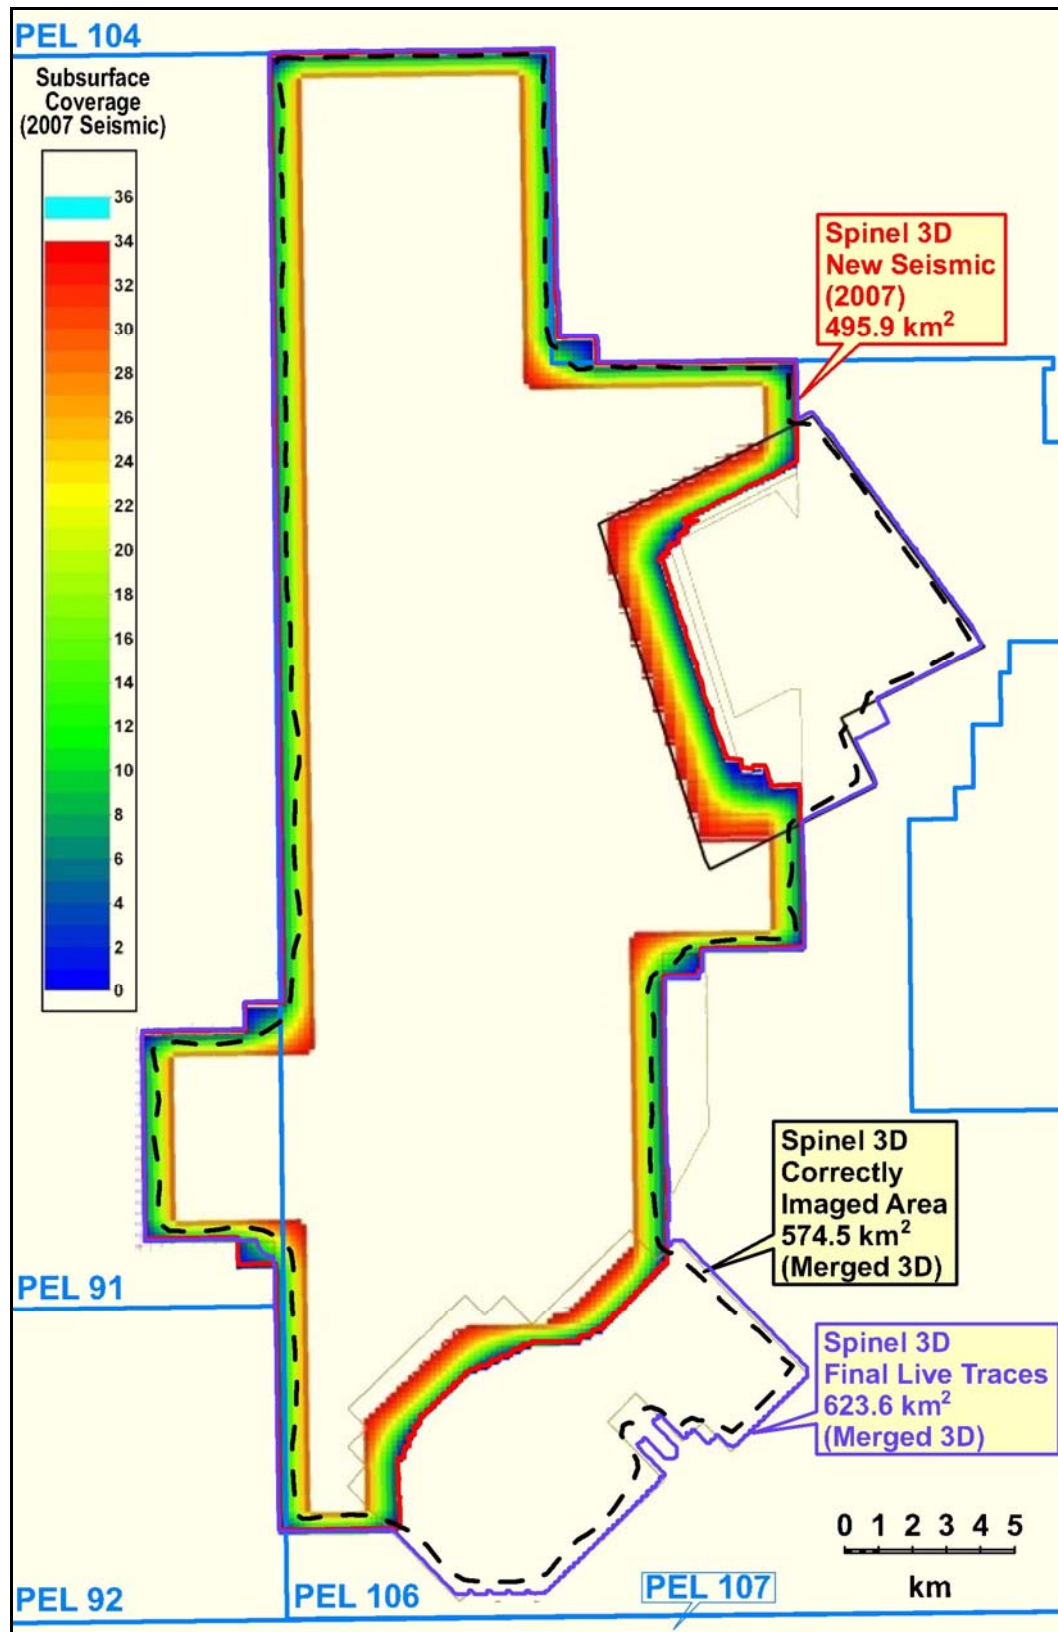 PEL 104
Subsurface
Coverage
(2007 Seismic)
36
34
32
30
28
26
24
22
20
18
16
14
12
10
8
6
4
2
0
Spinel 3D
New Seismic
(2007)
495.9 km²
Spinel 3D
Correctly
Imaged Area
574.5 km²
(Merged 3D)
PEL 91
Spinel 3D
Final Live Traces
623.6 km²
(Merged 3D)
0 1 2 3 4 5
km
PEL 92
PEL 106
PEL 107